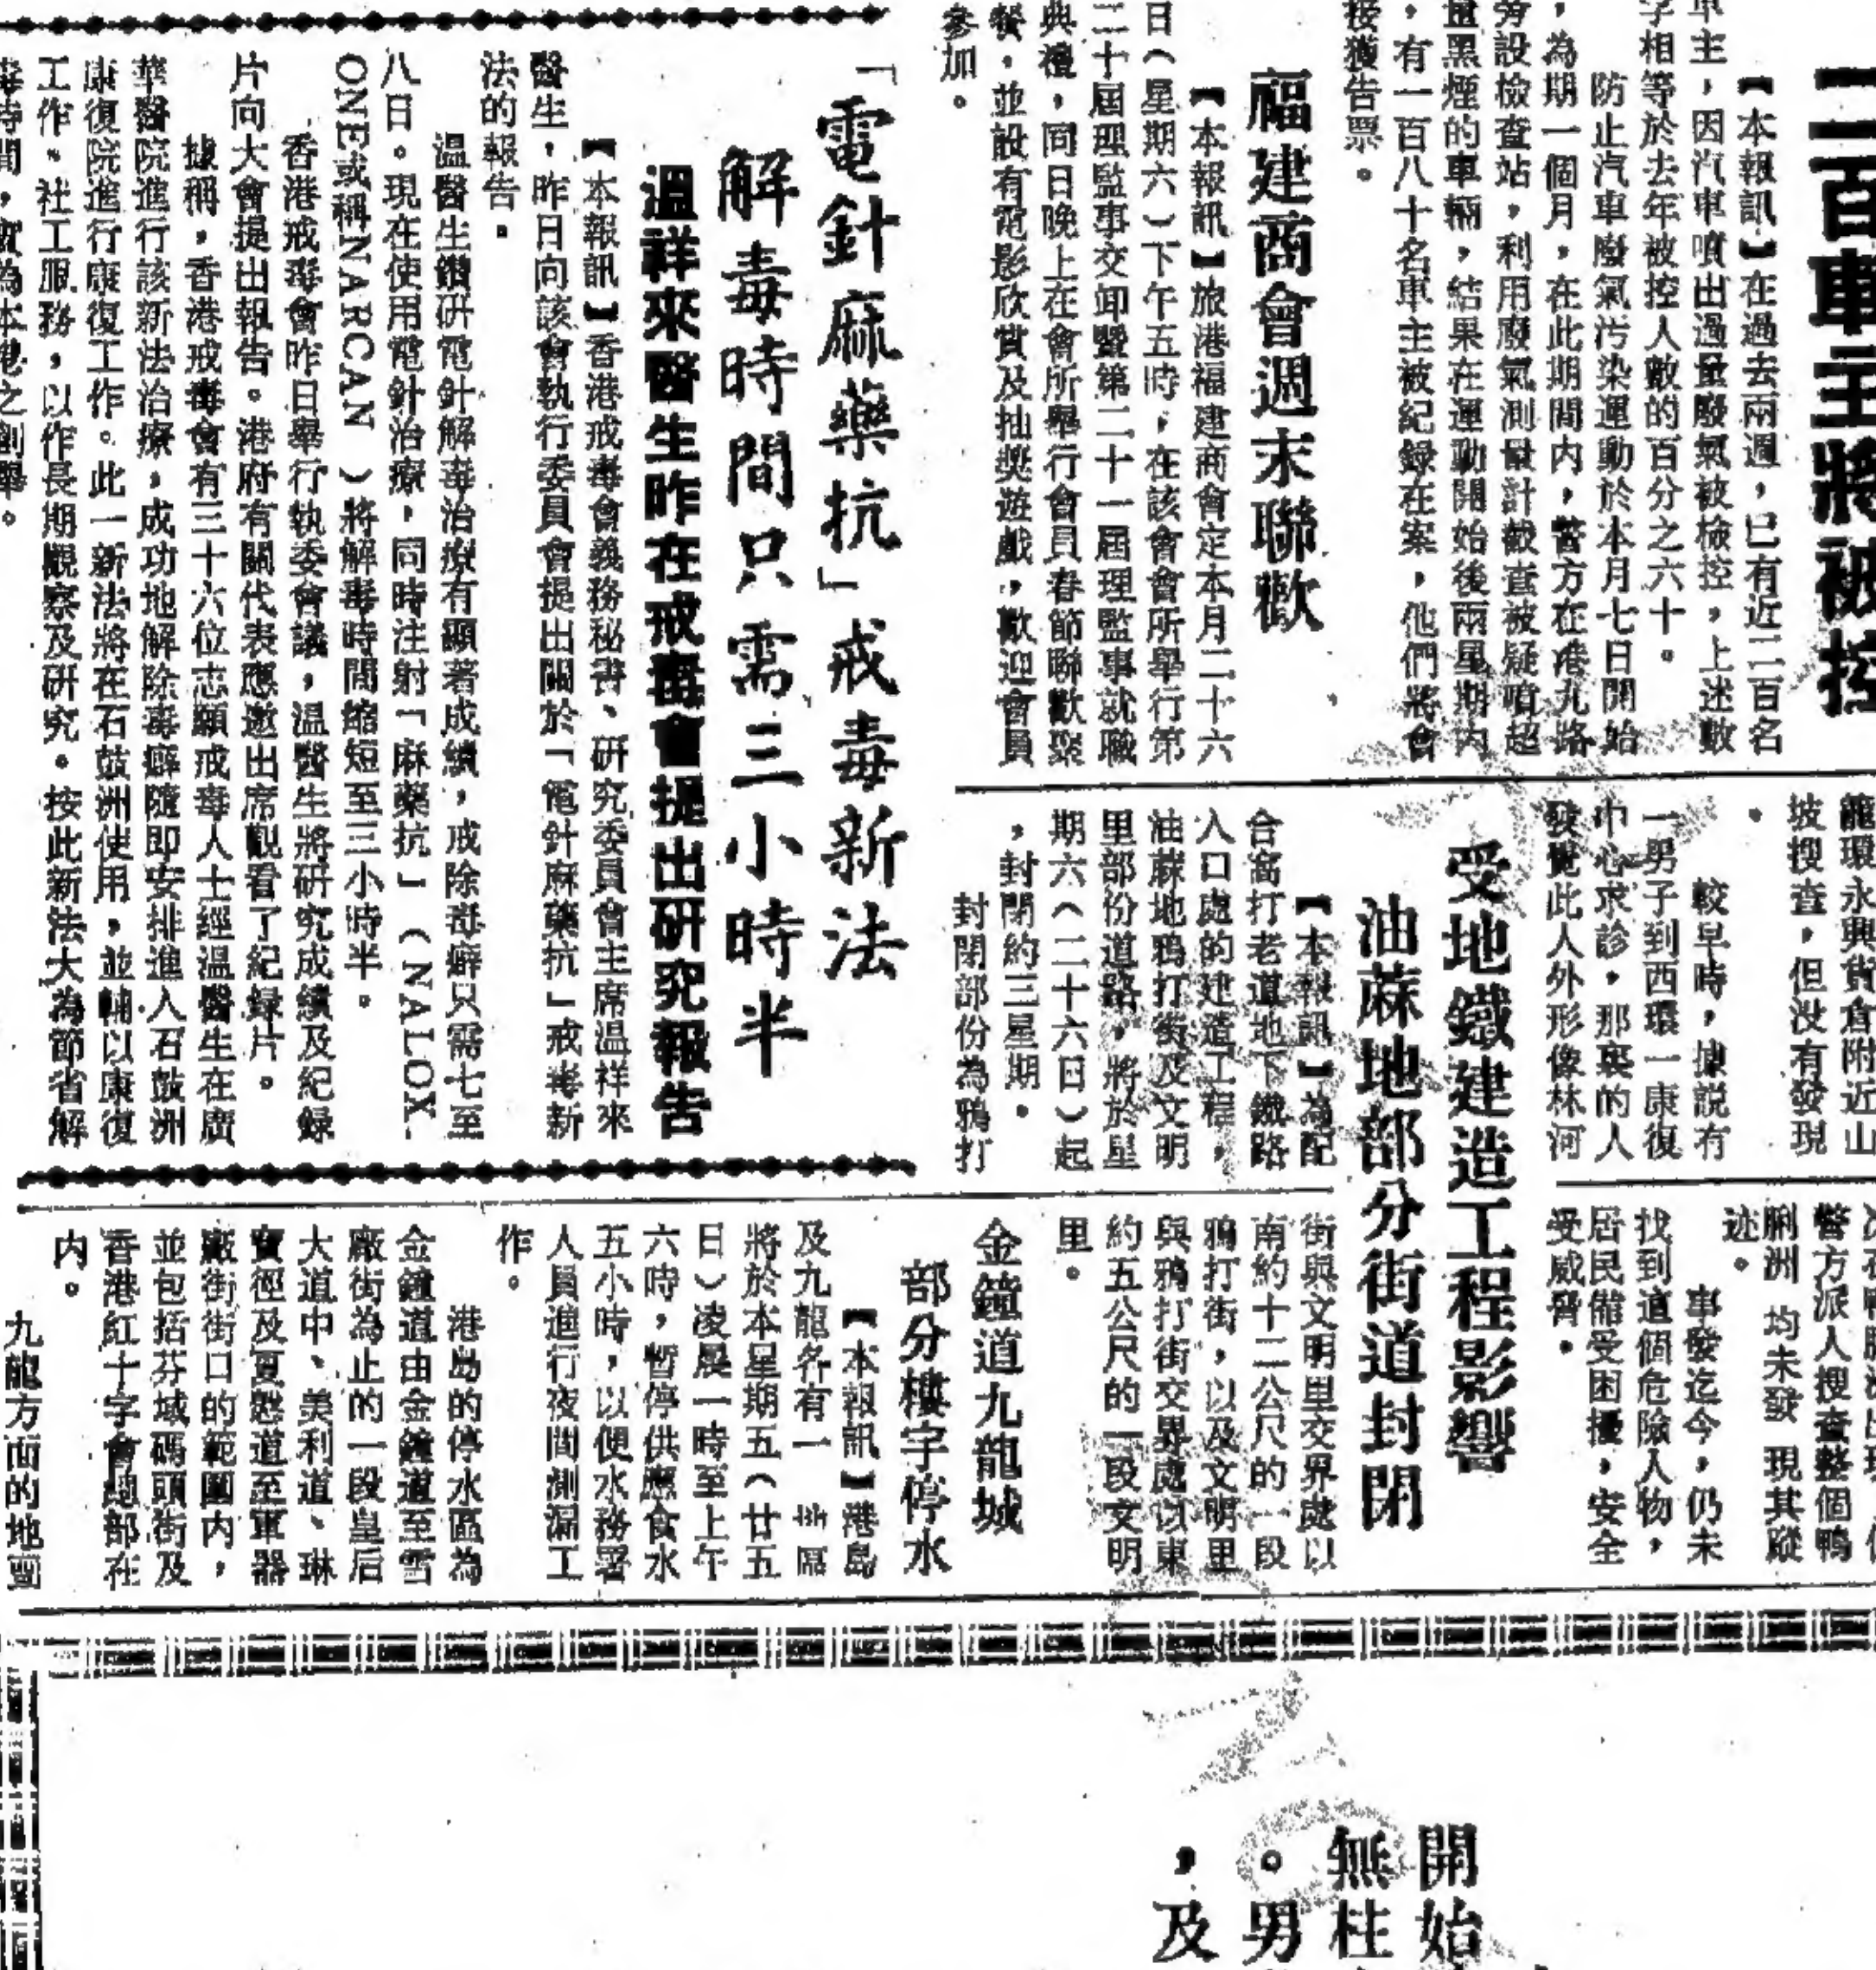 二百車主將被控
【本報訊】在過去兩週，已有近二百名
車主，因汽車噴出過量廢氣被檢控，上述數
字相等於去年被控人數的百分之六十。
防止汽車廢氣污染運動於本月七日開始
，為期一個月，在此期間內，警方在港九路
旁設檢查站，利用廢氣測量計截查被疑噴超
量黑煙的車輛，結果在運動開始後兩星期內
，有一百八十名車主被紀錄在案，他們將會
接獲告票。
福建商會週末聯歡
【本報訊】旅港福建商會定本月二十六
日（星期六）下午五時，在該會會所舉行第
二十屆理監事交卸暨第二十一屆理監事就職
典禮，同日晚上在會所舉行會員春節聯歡聚
餐，並設有電影欣賞及抽獎遊戲，歡迎會員
參加。
「電針麻藥抗」戒毒新法
解毒時間只需三小時半
溫祥來醫生昨在戒毒會提出研究報告
【本報訊】香港戒毒會義務秘書、研究委員會主席溫祥來
醫生，昨日向該會執行委員會提出關於「電針麻藥抗」戒毒新
法的報告。
溫醫生鑽研電針解毒治療有顯著成績，戒除毒癖只需七至
八日。現在使用電針治療，同時注射「麻藥抗」（NALOX-
ONE或稱NARCAN）將解毒時間縮短至三小時半。
香港戒毒會昨日舉行執委會議，溫醫生將研究成績及紀錄
片向大會提出報告。港府有關代表應邀出席觀看了紀錄片。
據稱，香港戒毒會有三十六位志願戒毒人士經溫醫生在廣
華醫院進行該新法治療，成功地解除毒癖隨即安排進入石鼓洲
康復院進行康復工作。此一新法將在石鼓洲使用，並輔以康復
工作。社工服務，以作長期觀察及研究。按此新法大為節省解
毒時間，實為本港之創舉。
籠環永興貨倉附近山
坡搜查，但沒有發現
。
較早時，據說有
一男子到西環一康復
中心求診，那裏的人
發覺此人外形像林河
警方派人搜查整個鴨
脷洲 均未發 現其蹤
迹。
事發迄今，仍未
找到這個危險人物，
居民備受困擾，安全
受威脅。
受地鐵建造工程影響
油蔴地部分街道封閉
【本報訊】為配
合窩打老道地下鐵路
入口處的建造工程，
油蔴地鴉打街及文明
里部份道路，將於星
期六（二十六日）起
，封閉約三星期。
封閉部份為鴉打
街與文明里交界處以
南約十二公尺的一段
鴉打街，以及文明里
與鴉打街交界處以東
約五公尺的一段文明
里。
金鐘道九龍城
部分樓宇停水
【本報訊】港島
及九龍各有一 地區
將於本星期五（廿五
日）凌晨一時至上午
六時，暫停供應食水
五小時，以便水務署
人員進行夜間測漏工
作。
港島的停水區為
金鐘道由金鐘道至雪
廠街為止的一段皇后
大道中、美利道、琳
寶徑及夏慤道至軍器
廠街街口的範圍內，
並包括芬域碼頭街及
香港紅十字會總部在
內。
九龍方面的地區
開始
無柱
。男
，及